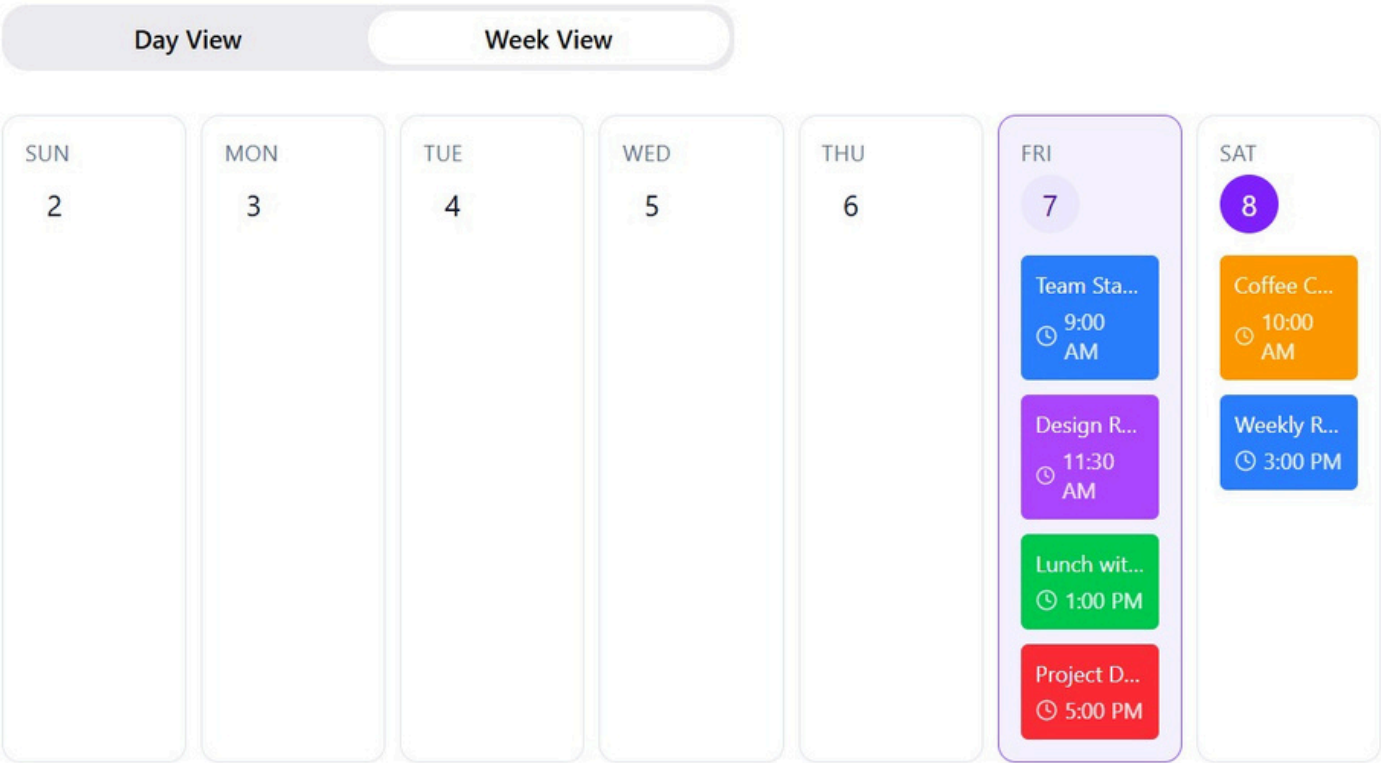 Day View
Week View
SUN
2
MON
3
TUE
4
WED
5
THU
6
FRI
7
Team Sta...
9:00
AM
Design R...
11:30
AM
Lunch wit...
1:00 PM
Project D...
5:00 PM
SAT
8
Coffee C...
10:00
AM
Weekly R...
3:00 PM